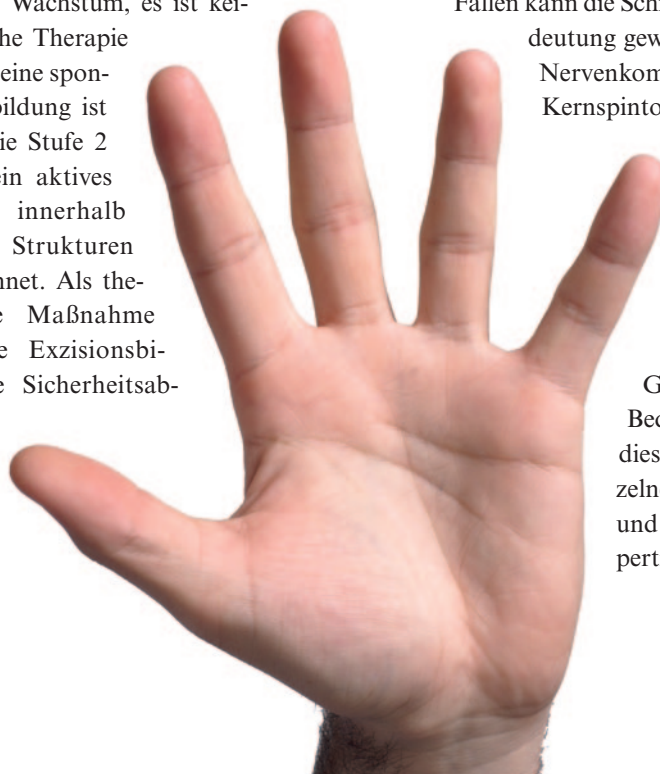 Wachstum, es ist kei-
che Therapie
eine spon-
bildung ist
ie Stufe 2
ein aktives
innerhalb
Strukturen
net. Als the-
e Maßnahme
e Exzisionsbi-
e Sicherheitsab-
Fällen kann die Sch
deutung gew
Nervenkom
Kernspinto
G
Bed
dies
zeln
und
pert